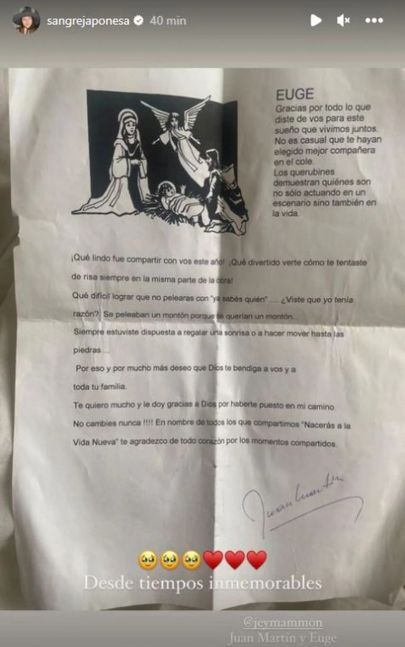 sangrejaponesa 40 min
EUGE
Gracias por todo lo que
diste de vos para este
sueño que vivimos juntos.
No es casual que te hayan
elegido mejor compañera
en el cole.
Los querubines
demuestran quiénes son
no sólo actuando en un
escenario sino también en
la vida.
¡Qué lindo fue compartir con vos este año! ¡Qué divertido verte cómo te tentaste
de risa siempre en la misma parte de la obra!
Qué difícil lograr que no pelearas con "ya sabés quién".... ¿Viste que yo tenía
razón? Se peleaban un montón porque se querían un montón...
Siempre estuviste dispuesta a regalar una sonrisa o a hacer mover hasta las
piedras....
Por eso y por mucho más deseo que Dios te bendiga a vos y a
toda tu familia.
Te quiero mucho y le doy gracias a Dios por haberte puesto en mi camino.
No cambies nunca !!!! En nombre de todos los que compartimos "Nacerás a la
Vida Nueva" te agradezco de todo corazón por los momentos compartidos.
Juan Martín
🥹🥹🥹❤️❤️❤️
Desde tiempos inmemorables
@jeymammon
Juan Martin y Euge